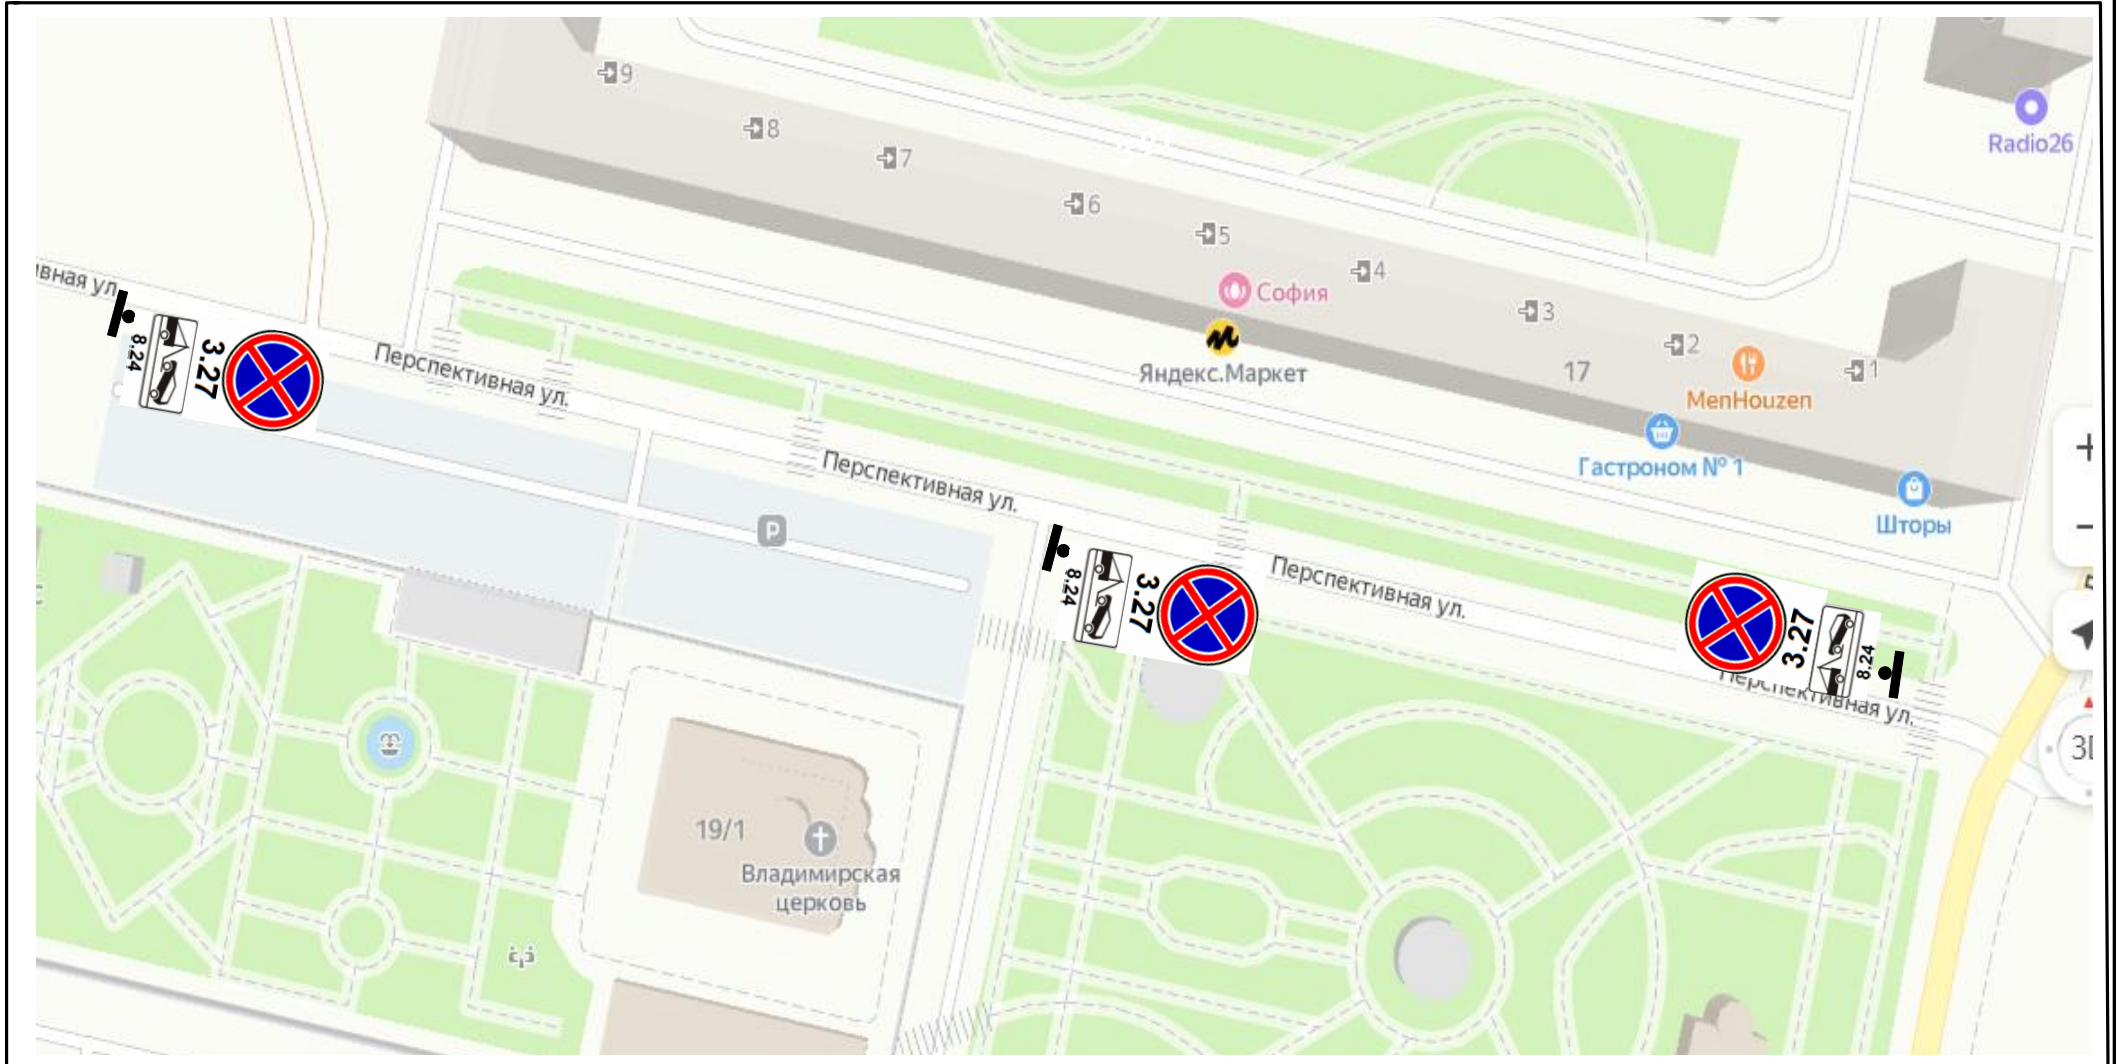 9
8
7
6
5
4
3
2
1
Radio26
София
Яндекс.Маркет
17
MenHouzen
Гастроном № 1
Шторы
вная ул.
8.24
3.27
Перспективная ул.
Перспективная ул.
P
8.24
3.27
Перспективная ул.
3.27
8.24
Перспективная ул.
19/1
Владимирская
церковь
+
−